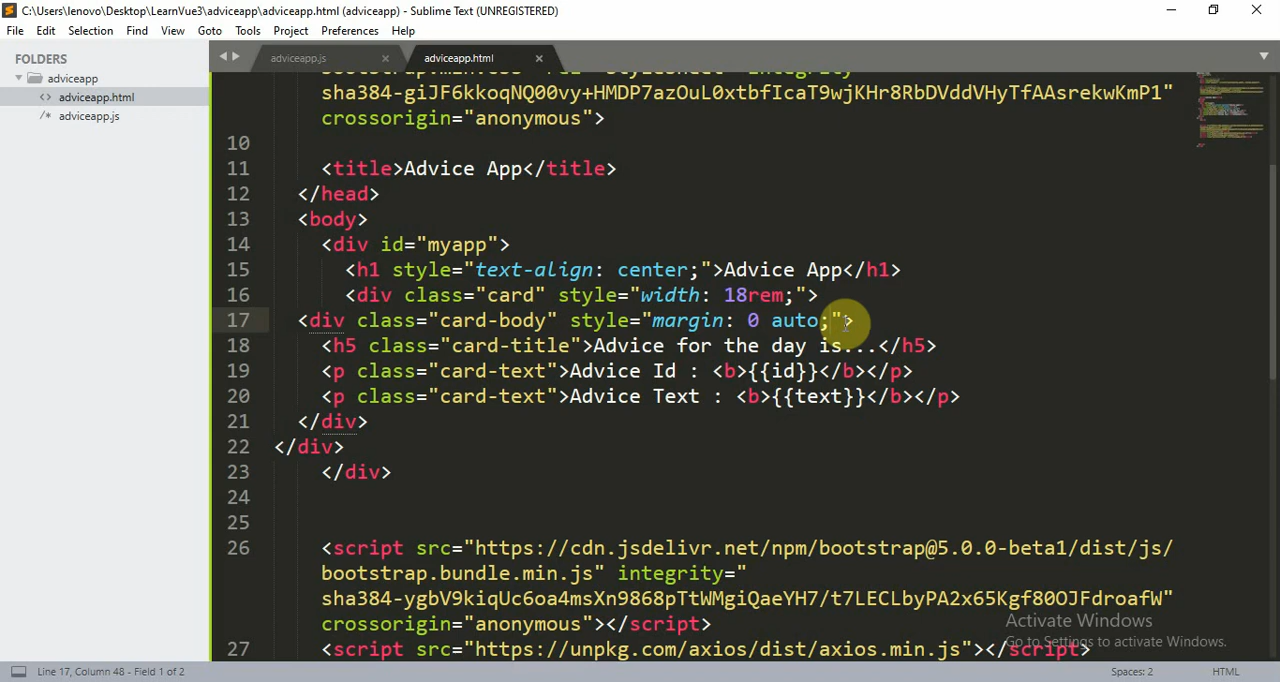 C:\Users\lenovo\Desktop\LearnVue3\adviceapp\adviceapp.html (adviceapp) - Sublime Text (UNREGISTERED)
File Edit Selection Find View Goto Tools Project Preferences Help
FOLDERS
adviceapp
<> adviceapp.html
/* adviceapp.js
adviceapp.js × adviceapp.html ×
sha384-giJF6kkoqNQ00vy+HMDP7azOuL0xtbfIcaT9wjKHr8RbDVddVHyTfAAsrekwKmP1"
crossorigin="anonymous">
10
11 <title>Advice App</title>
12 </head>
13 <body>
14 <div id="myapp">
15 <h1 style="text-align: center;">Advice App</h1>
16 <div class="card" style="width: 18rem;">
17 <div class="card-body" style="margin: 0 auto;">
18 <h5 class="card-title">Advice for the day is...</h5>
19 <p class="card-text">Advice Id : <b>{{id}}</b></p>
20 <p class="card-text">Advice Text : <b>{{text}}</b></p>
21 </div>
22 </div>
23 </div>
24
25
26 <script src="https://cdn.jsdelivr.net/npm/bootstrap@5.0.0-beta1/dist/js/
bootstrap.bundle.min.js" integrity="
sha384-ygbV9kiqUc6oa4msXn9868pTtWMgiQaeYH7/t7LECLbyPA2x65Kgf80OJFdroafW"
crossorigin="anonymous"></script>
27 <script src="https://unpkg.com/axios/dist/axios.min.js"></script>
Activate Windows
Go to Settings to activate Windows.
Line 17, Column 48 - Field 1 of 2
Spaces: 2
HTML